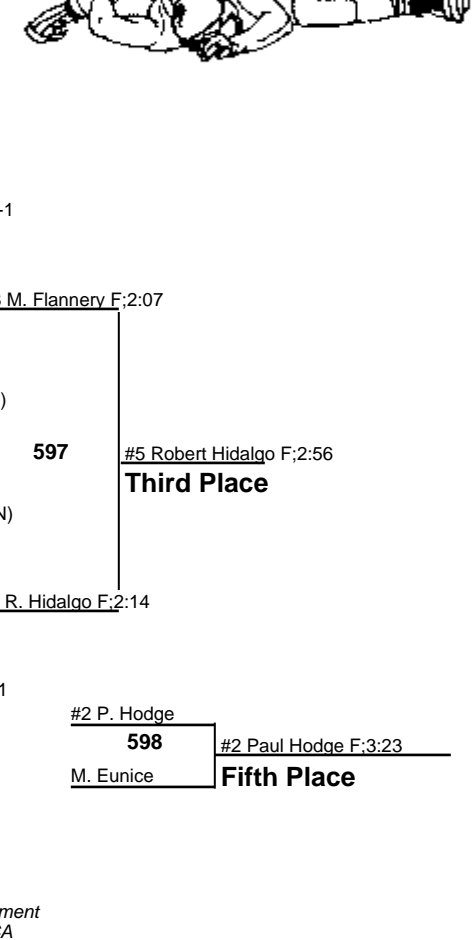 -1
M. Flannery F;2:07
)
597
#5 Robert Hidalgo F;2:56
Third Place
N)
R. Hidalgo F;2:14
1
#2 P. Hodge
598
#2 Paul Hodge F;3:23
M. Eunice
Fifth Place